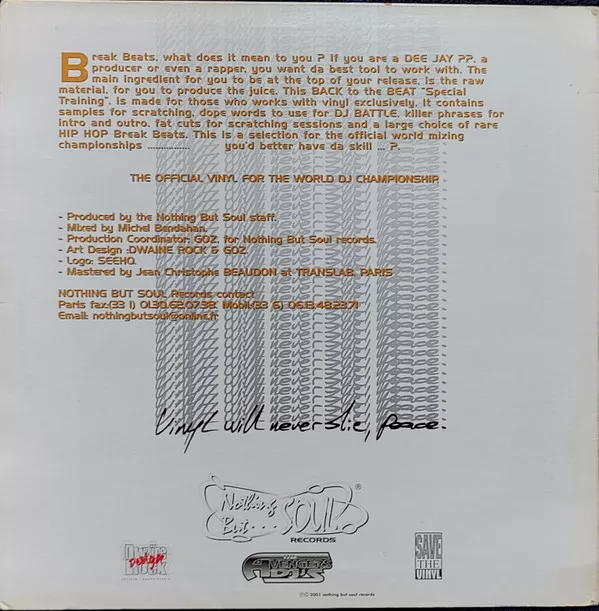 Break Beats, what does it mean to you ? If you are a DEE JAY ??, a
producer or even a rapper, you want da best tool to work with. The
main ingredient for you to be at the top of your release, is the raw
material, for you to produce the juice. This BACK to the BEAT "Special
Training", is made for those who works with vinyl exclusively. It contains
samples for scratching, dope words to use for DJ BATTLE, killer phrases for
intro and outro, fat cuts for scratching sessions and a large choice of rare
HIP HOP Break Beats. This is a selection for the official world mixing
championships ............... you'd better have da skill ... ?.
THE OFFICIAL VINYL FOR THE WORLD DJ CHAMPIONSHIP
- Produced by the Nothing But Soul staff.
- Mixed by Michel Bendahan.
- Production Coordinator: GOZ, for Nothing But Soul records.
- Art Design :DWAINE ROCK & GOZ.
- Logo: SEEHO.
- Mastered by Jean Christophe BEAUDON at TRANSLAB, PARIS
NOTHING BUT SOUL Records contact
Paris fax:(33 1) 01.30.62.07.38. Mobil:(33 6) 06.13.48.23.71
Email: nothingbutsoul@online.fr
Vinyl will never die, peace.
Nothing
But... SOUL ®
RECORDS
Design
THE
AVENGERS
DJ'S
SAVE
THE
VINYL
℗© 2001 nothing but soul records